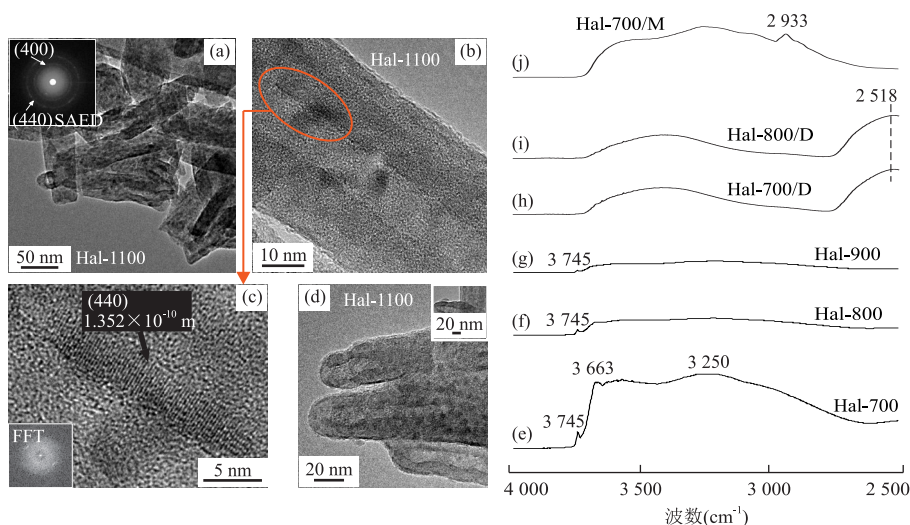 (400)
(440) SAED
(a)
50 nm
Hal-1100
(b)
Hal-1100
10 nm
(c)
(440)
1.352×10⁻¹⁰ m
FFT
5 nm
(d)
Hal-1100
20 nm
20 nm
Hal-700/M
2 933
(j)
2 518
Hal-800/D
(i)
Hal-700/D
(h)
(g)
3 745
Hal-900
(f)
3 745
Hal-800
3 663
3 250
Hal-700
3 745
(e)
4 000
3 500
3 000
2 500
波数(cm⁻¹)